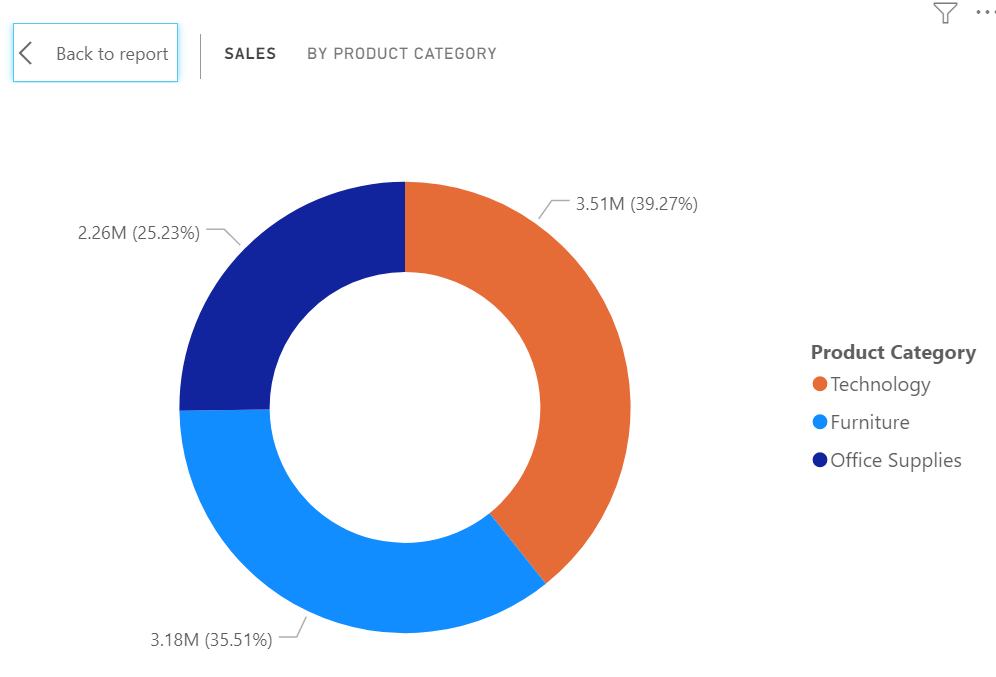 Back to report
SALES BY PRODUCT CATEGORY
3.51M (39.27%)
2.26M (25.23%)
Product Category
Technology
Furniture
Office Supplies
3.18M (35.51%)